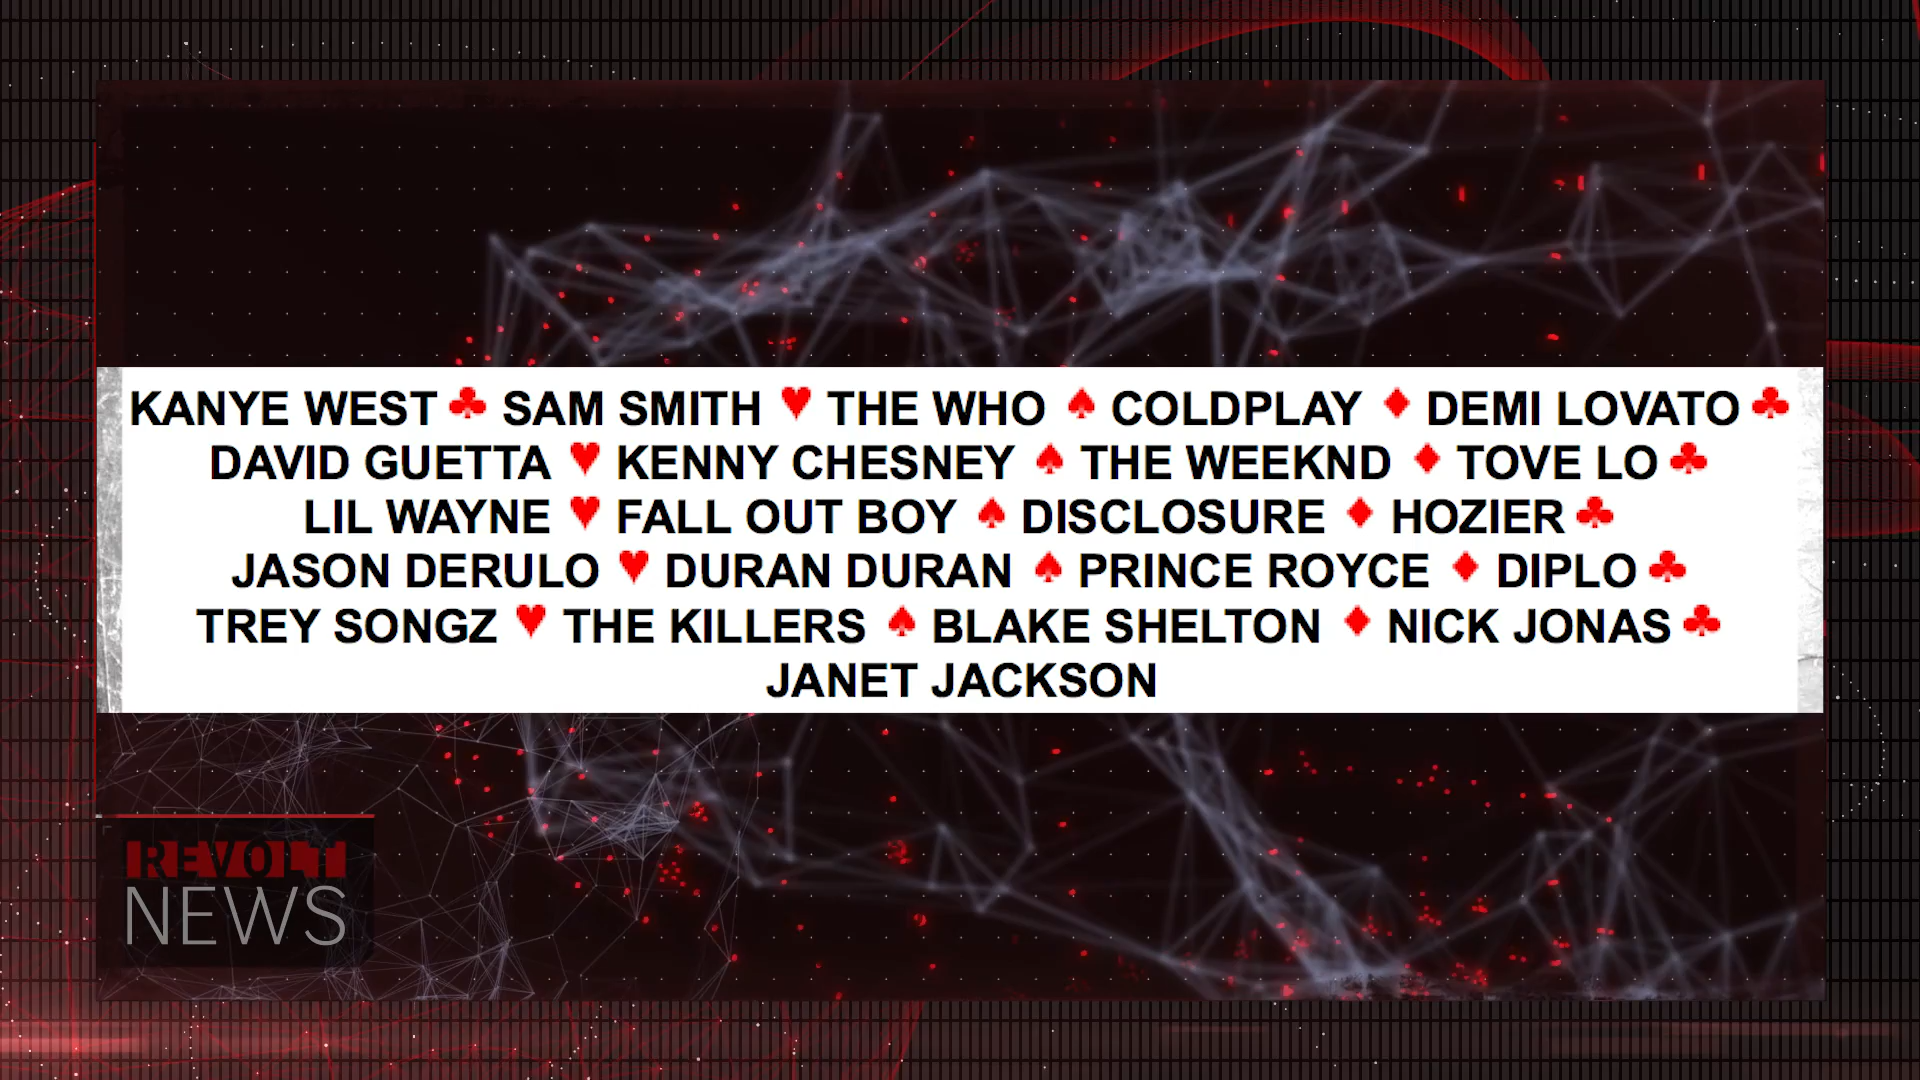 KANYE WEST ♣ SAM SMITH ♥ THE WHO ♠ COLDPLAY ♦ DEMI LOVATO ♣
DAVID GUETTA ♥ KENNY CHESNEY ♠ THE WEEKND ♦ TOVE LO ♣
LIL WAYNE ♥ FALL OUT BOY ♠ DISCLOSURE ♦ HOZIER ♣
JASON DERULO ♥ DURAN DURAN ♠ PRINCE ROYCE ♦ DIPLO ♣
TREY SONGZ ♥ THE KILLERS ♠ BLAKE SHELTON ♦ NICK JONAS ♣
JANET JACKSON
REVOLT
NEWS